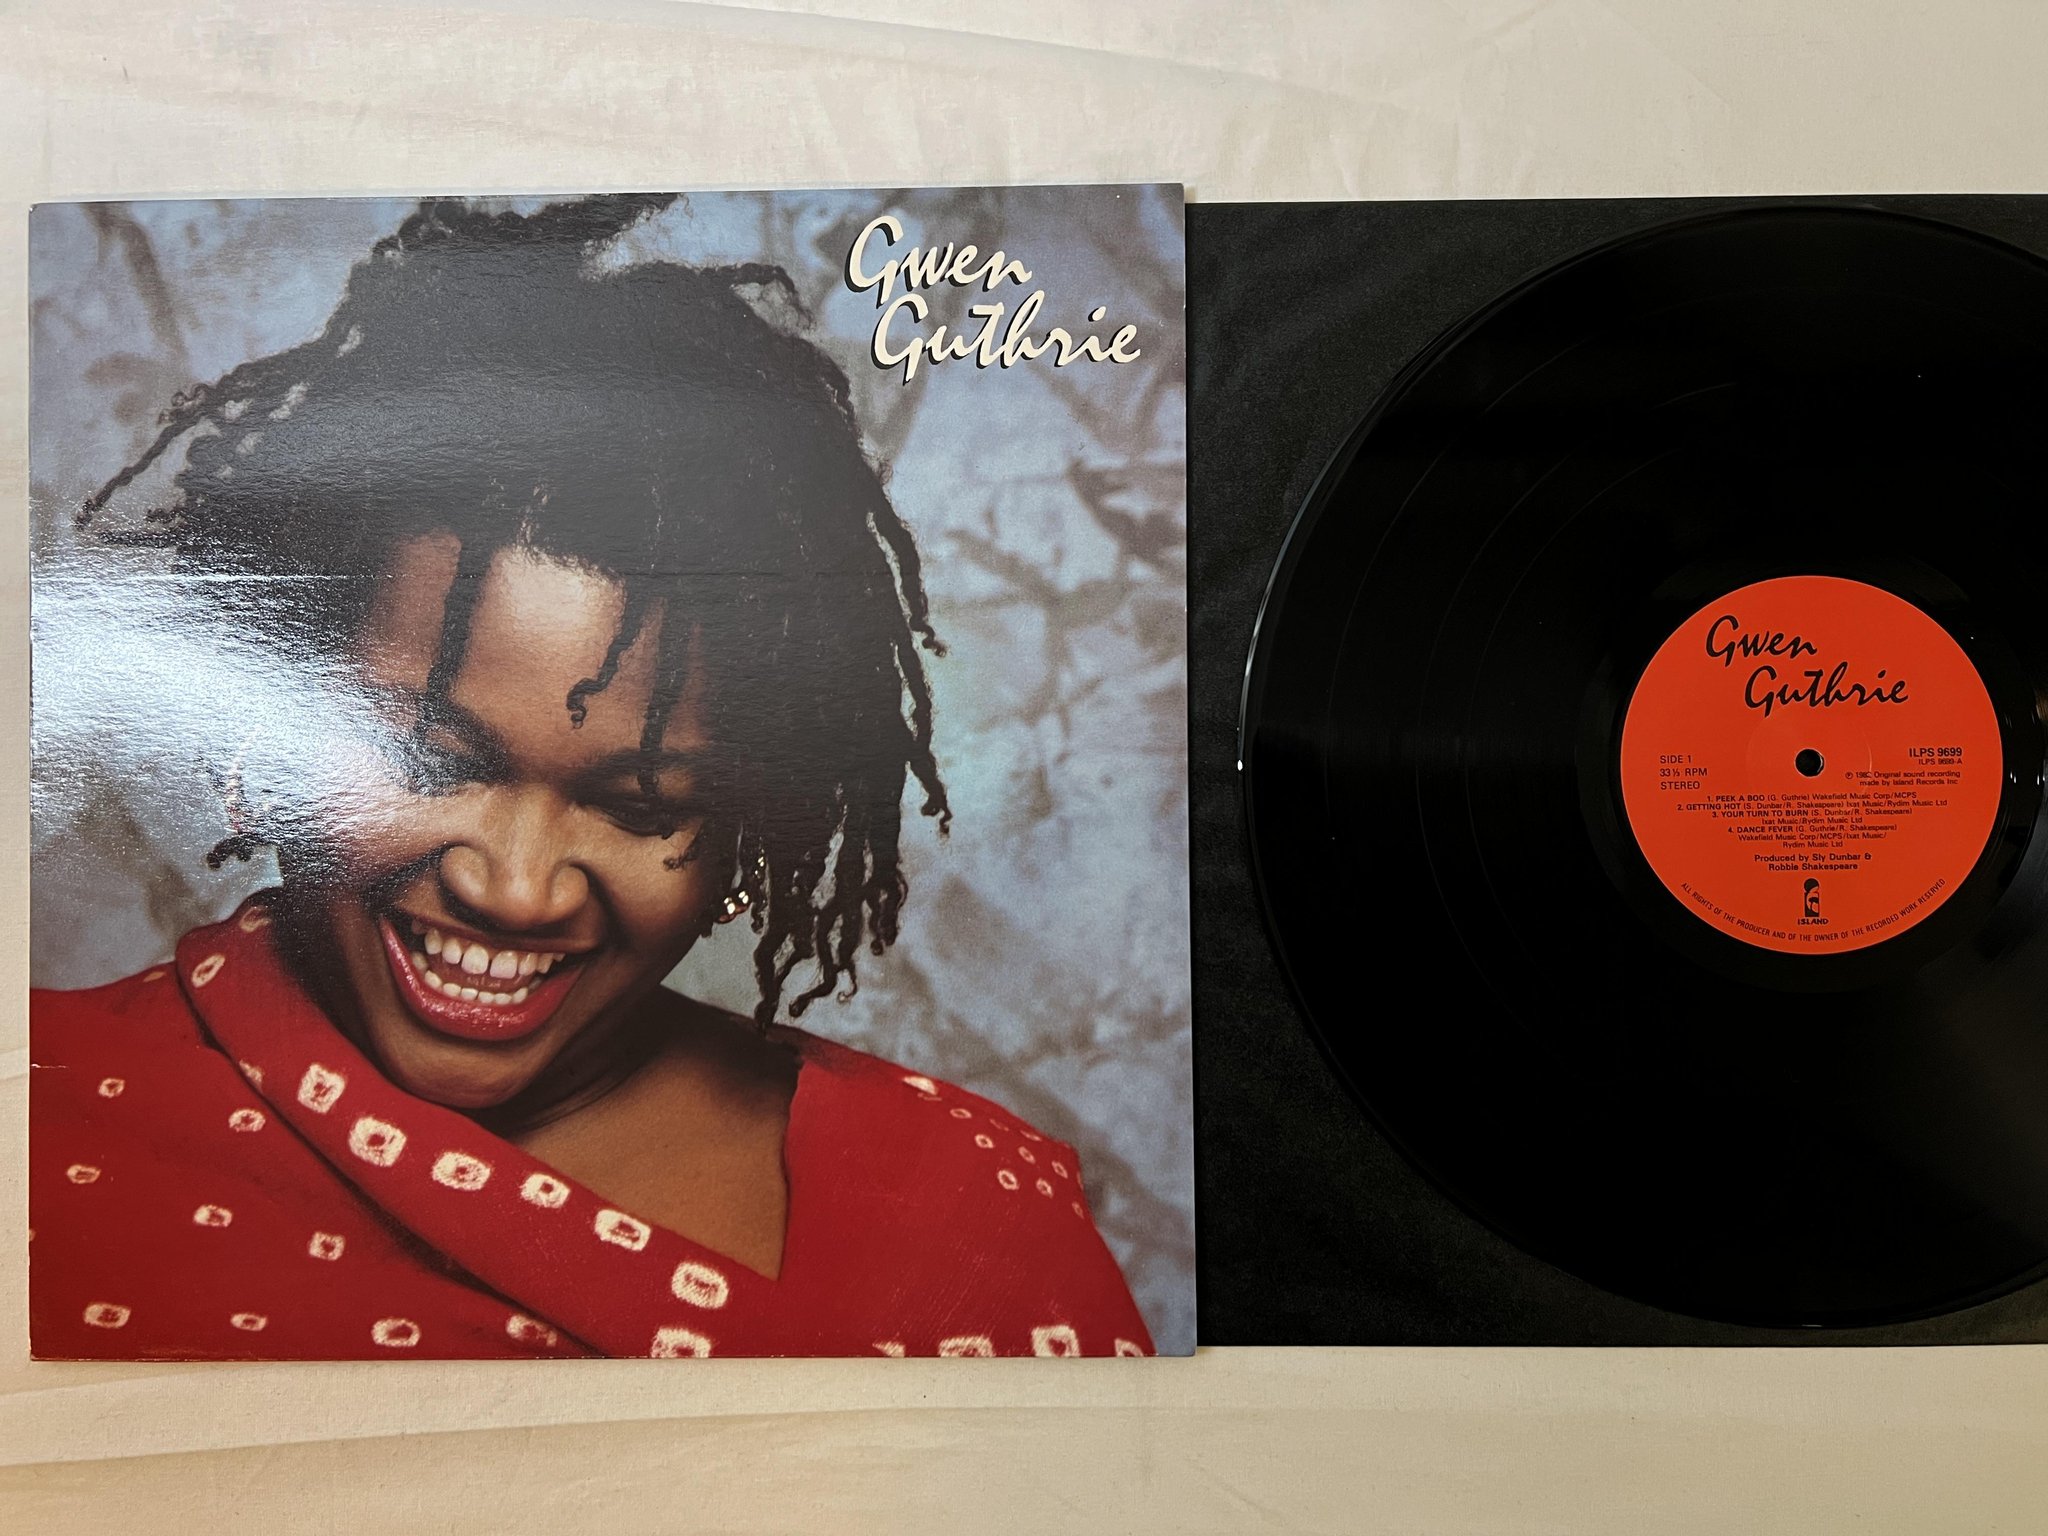 Gwen
Guthrie
Gwen
Guthrie
SIDE 1
33⅓ RPM
STEREO
ILPS 9699
ILPS 9699-A
℗ 1982 Original sound recording
made by Island Records Inc
1. PEEK A BOO (G. Guthrie) Wakefield Music Corp/MCPS
2. GETTING HOT (S. Dunbar/R. Shakespeare) Ixat Music/Rydim Music Ltd
3. YOUR TURN TO BURN (S. Dunbar/R. Shakespeare)
Ixat Music/Rydim Music Ltd
4. DANCE FEVER (G. Guthrie/R. Shakespeare)
Wakefield Music Corp/MCPS/Ixat Music/
Rydim Music Ltd
Produced by Sly Dunbar &
Robbie Shakespeare
ISLAND
ALL RIGHTS OF THE PRODUCER AND OF THE OWNER OF THE RECORDED WORK RESERVED